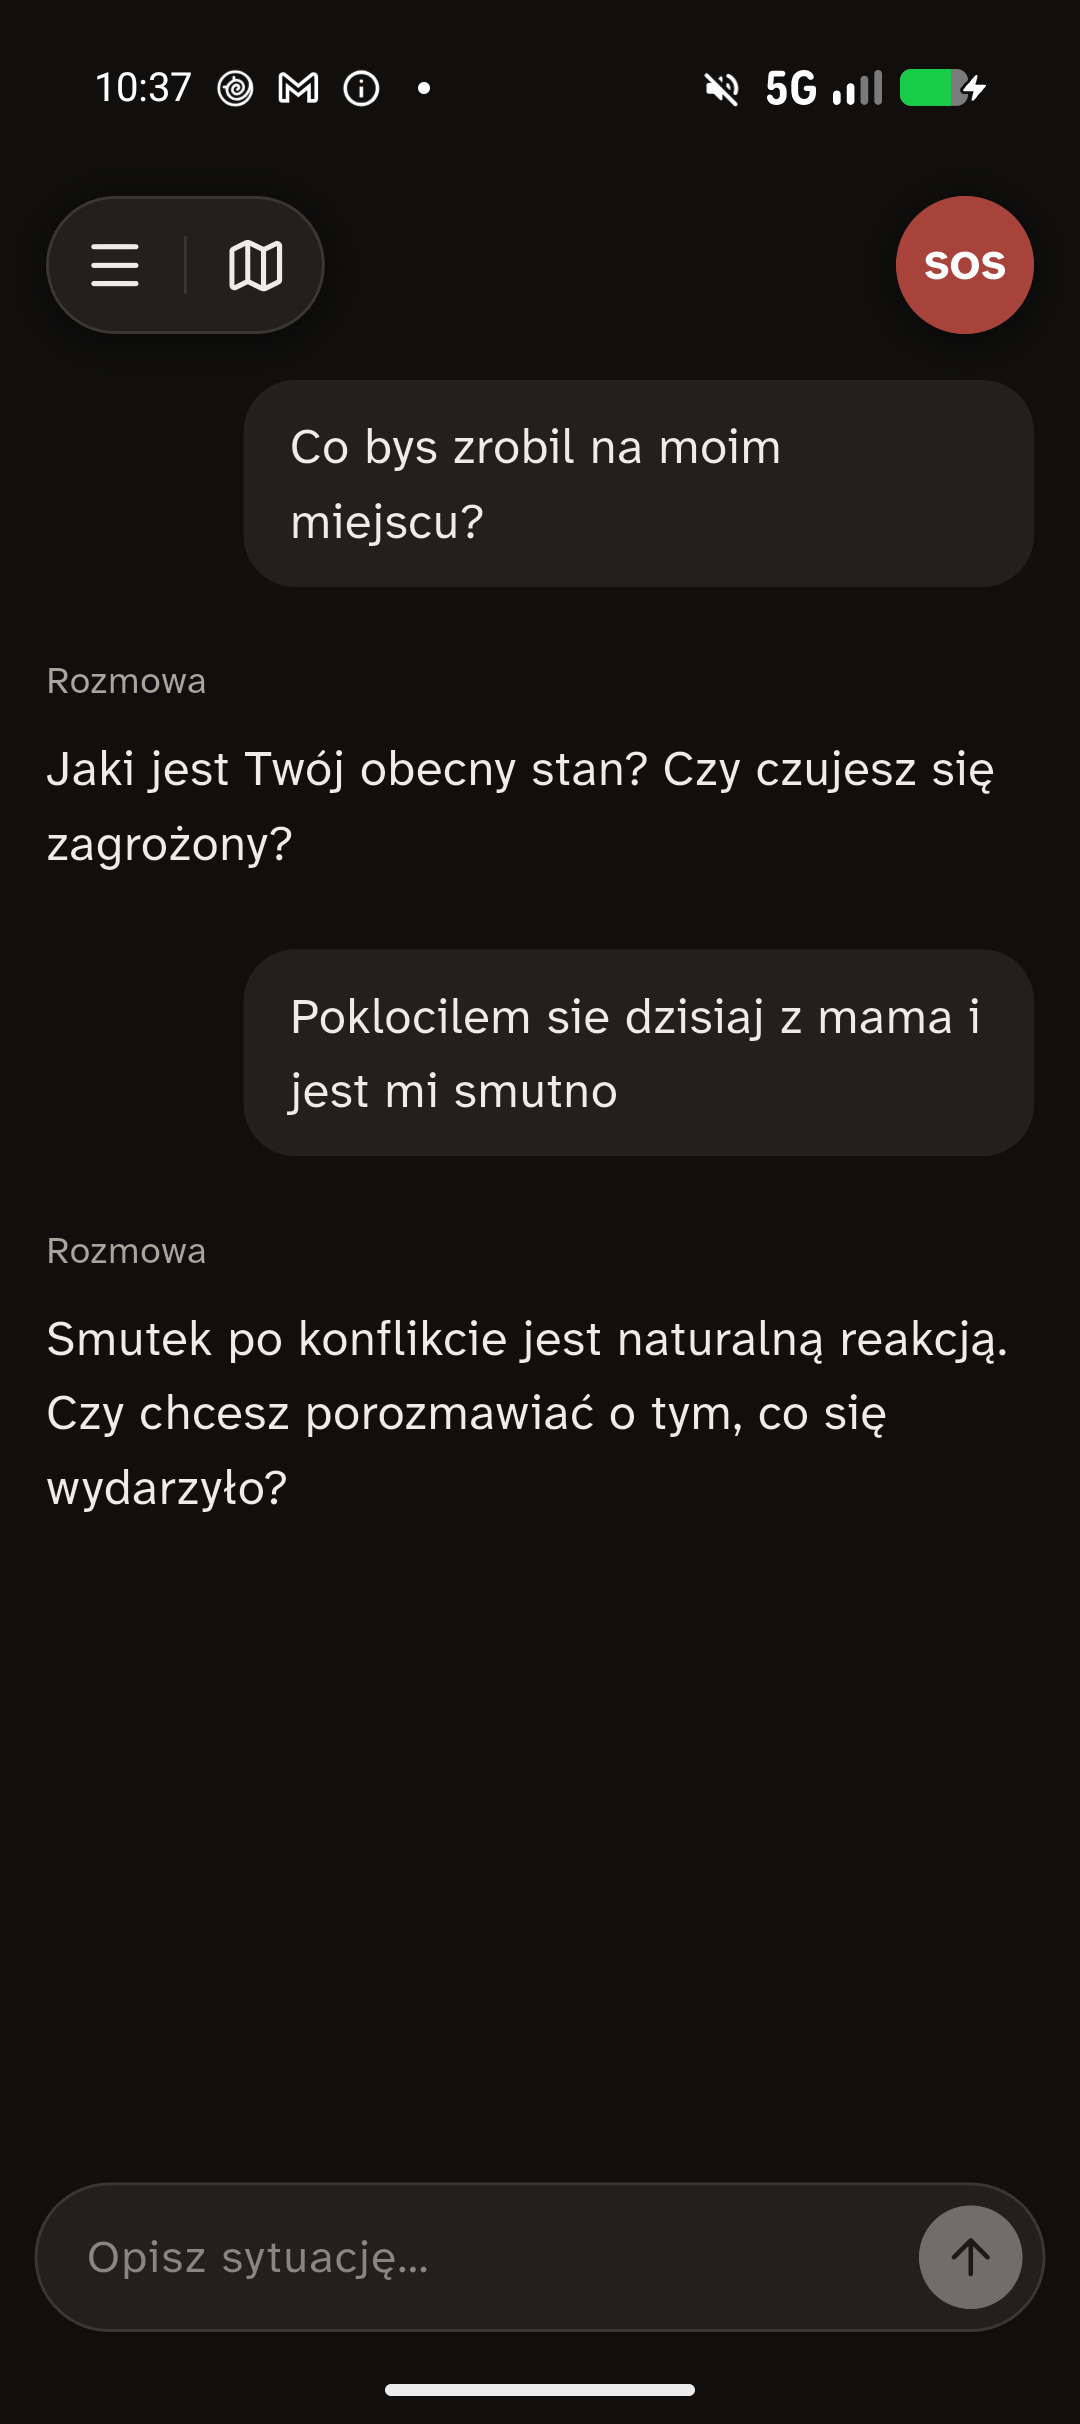 10:37
5G
SOS
Co bys zrobil na moim
miejscu?
Rozmowa
Jaki jest Twój obecny stan? Czy czujesz się
zagrożony?
Poklocilem sie dzisiaj z mama i
jest mi smutno
Rozmowa
Smutek po konflikcie jest naturalną reakcją.
Czy chcesz porozmawiać o tym, co się
wydarzyło?
Opisz sytuację...